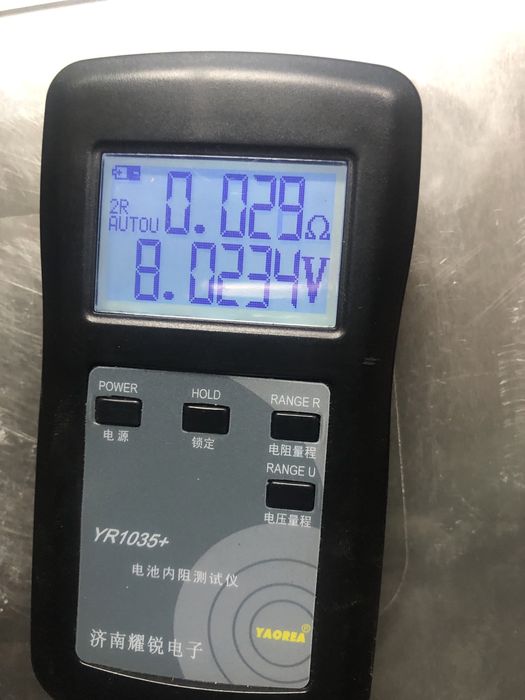 0.029Ω
2R
AUTOU
8.0234V
POWER
电源
HOLD
锁定
RANGE R
电阻量程
RANGE U
电压量程
YR1035+
电池内阻测试仪
YAOREA®
济南耀锐电子